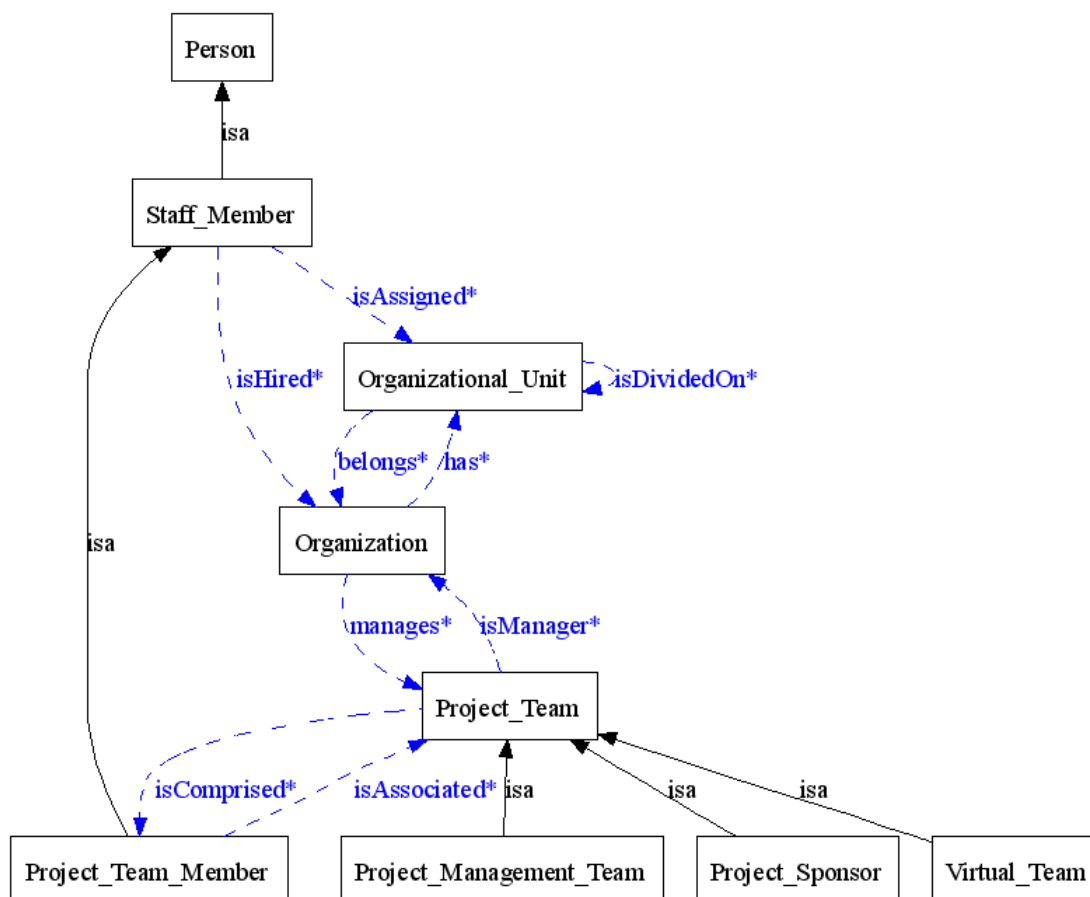 Person
isa
Staff_Member
isAssigned*
isHired*
Organizational_Unit
isDividedOn*
belongs*
has*
Organization
isa
manages*
isManager*
Project_Team
isComprised*
isAssociated*
isa
isa
isa
Project_Team_Member
Project_Management_Team
Project_Sponsor
Virtual_Team